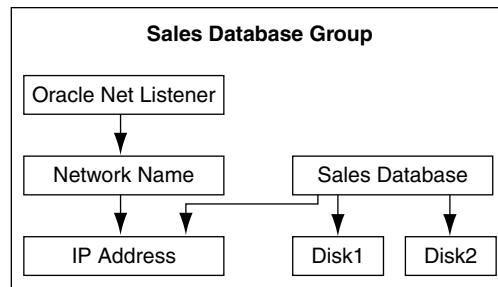 Sales Database Group
Oracle Net Listener
Network Name
Sales Database
IP Address
Disk1
Disk2